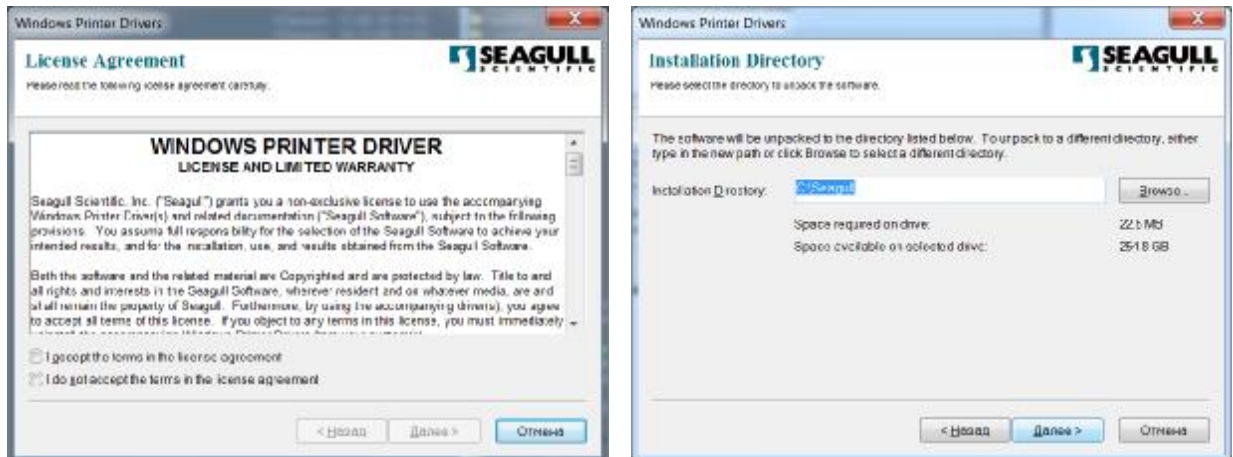 Windows Printer Drivers
License Agreement
SEAGULL
SCIENTIFIC
Please read the following license agreement carefully.
WINDOWS PRINTER DRIVER
LICENSE AND LIMITED WARRANTY
Seagull Scientific, Inc. ("Seagull") grants you a non-exclusive license to use the accompanying
Windows Printer Driver(s) and related documentation ("Seagull Software"), subject to the following
provisions. You assume full responsibility for the selection of the Seagull Software to achieve your
intended results, and for the installation, use, and results obtained from the Seagull Software.
Both the software and the related material are Copyrighted and are protected by law. Title to and
all rights and interests in the Seagull Software, wherever resident and on whatever media, are and
shall remain the property of Seagull. Furthermore, by using the accompanying driver(s), you agree
to accept all terms of this license. If you object to any terms in this license, you must immediately
I accept the terms in the license agreement
I do not accept the terms in the license agreement
< Назад
Далее >
Отмена
Windows Printer Drivers
Installation Directory
SEAGULL
SCIENTIFIC
Please select the directory to unpack the software.
The software will be unpacked to the directory listed below. To unpack to a different directory, either
type in the new path or click Browse to select a different directory.
Installation Directory:
C:\Seagull
Browse...
Space required on drive:
Space available on selected drive:
< Назад
Далее >
Отмена